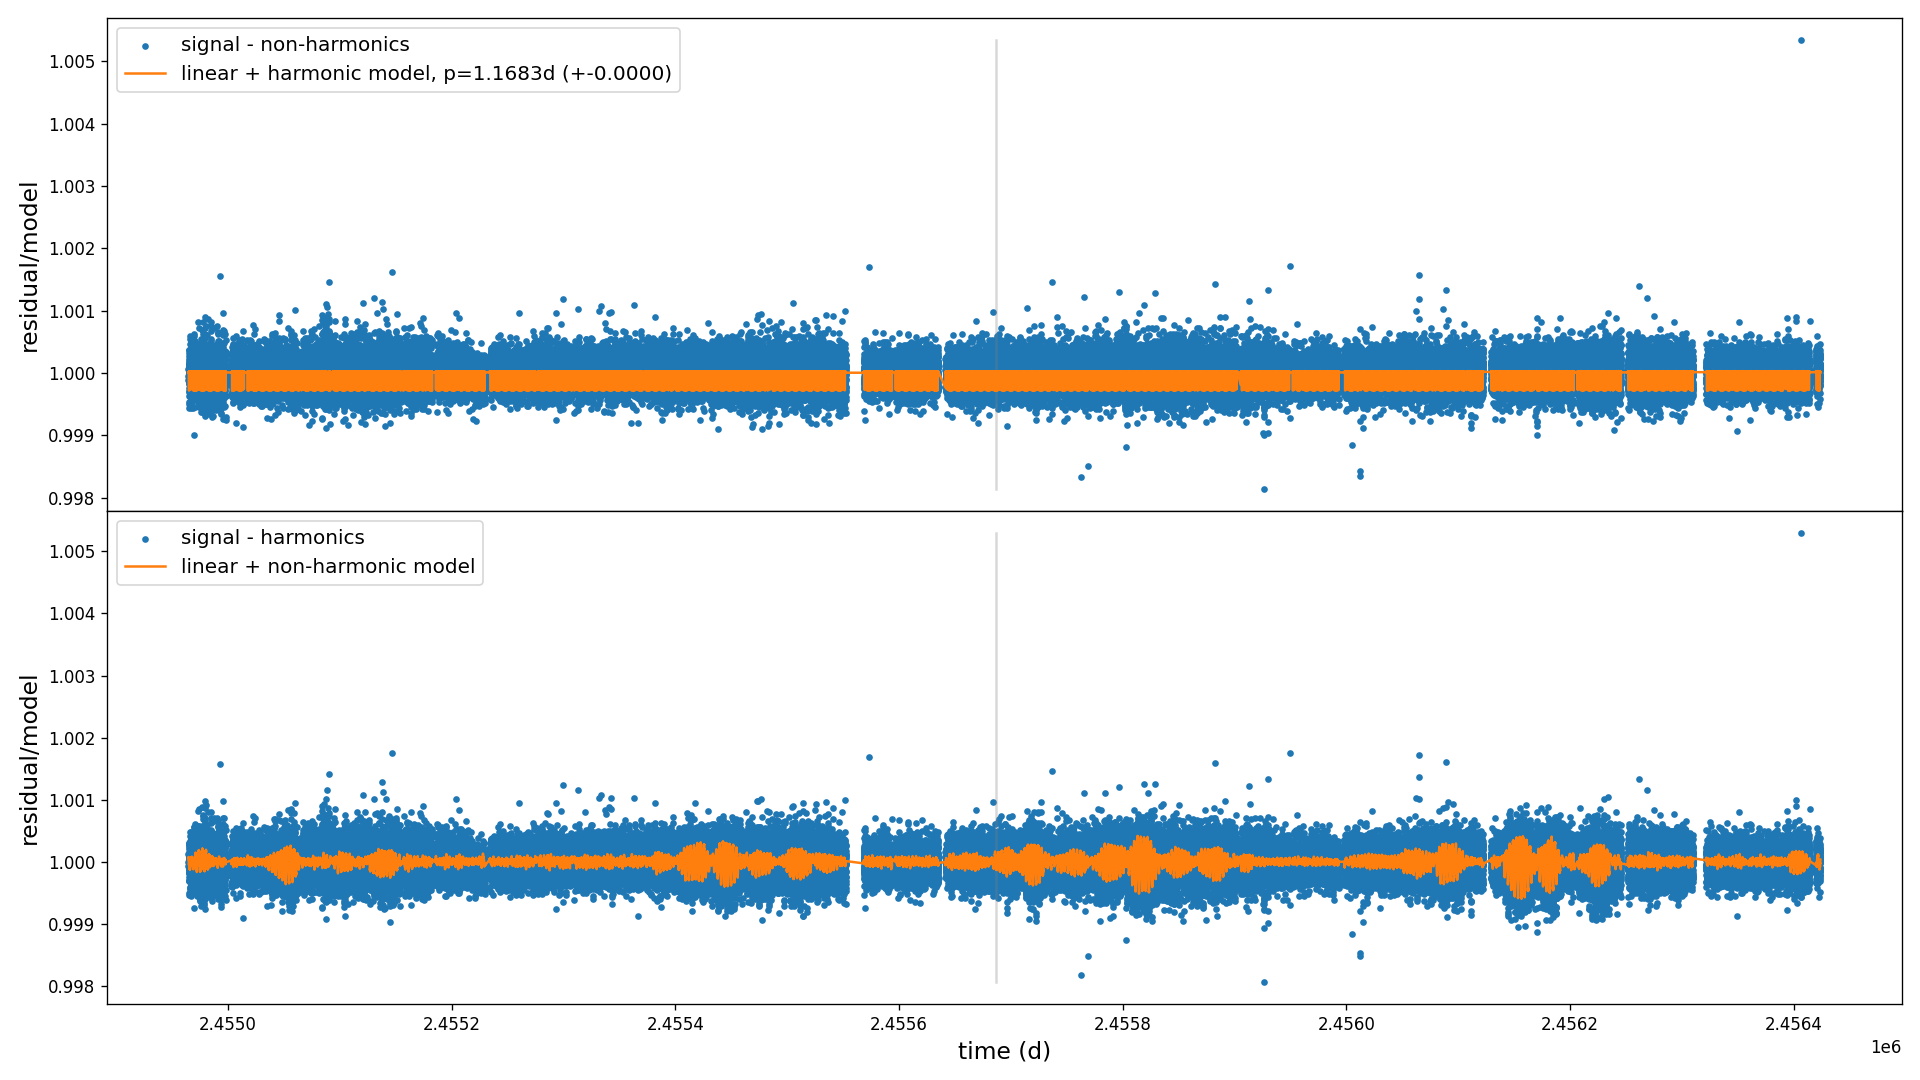 signal - non-harmonics
linear + harmonic model, p=1.1683d (+-0.0000)
residual/model
1.005
1.004
1.003
1.002
1.001
1.000
0.999
0.998
signal - harmonics
linear + non-harmonic model
residual/model
1.005
1.004
1.003
1.002
1.001
1.000
0.999
0.998
2.4550 2.4552 2.4554 2.4556 2.4558 2.4560 2.4562 2.4564
time (d)
1e6